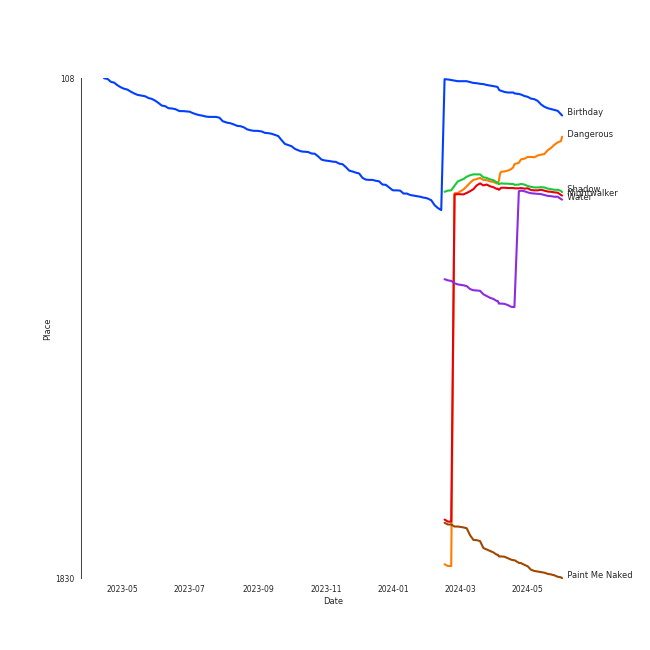 108
Birthday
Dangerous
Shadow
Nightwalker
Water
Place
Paint Me Naked
1830
2023-05
2023-07
2023-09
2023-11
2024-01
2024-03
2024-05
Date